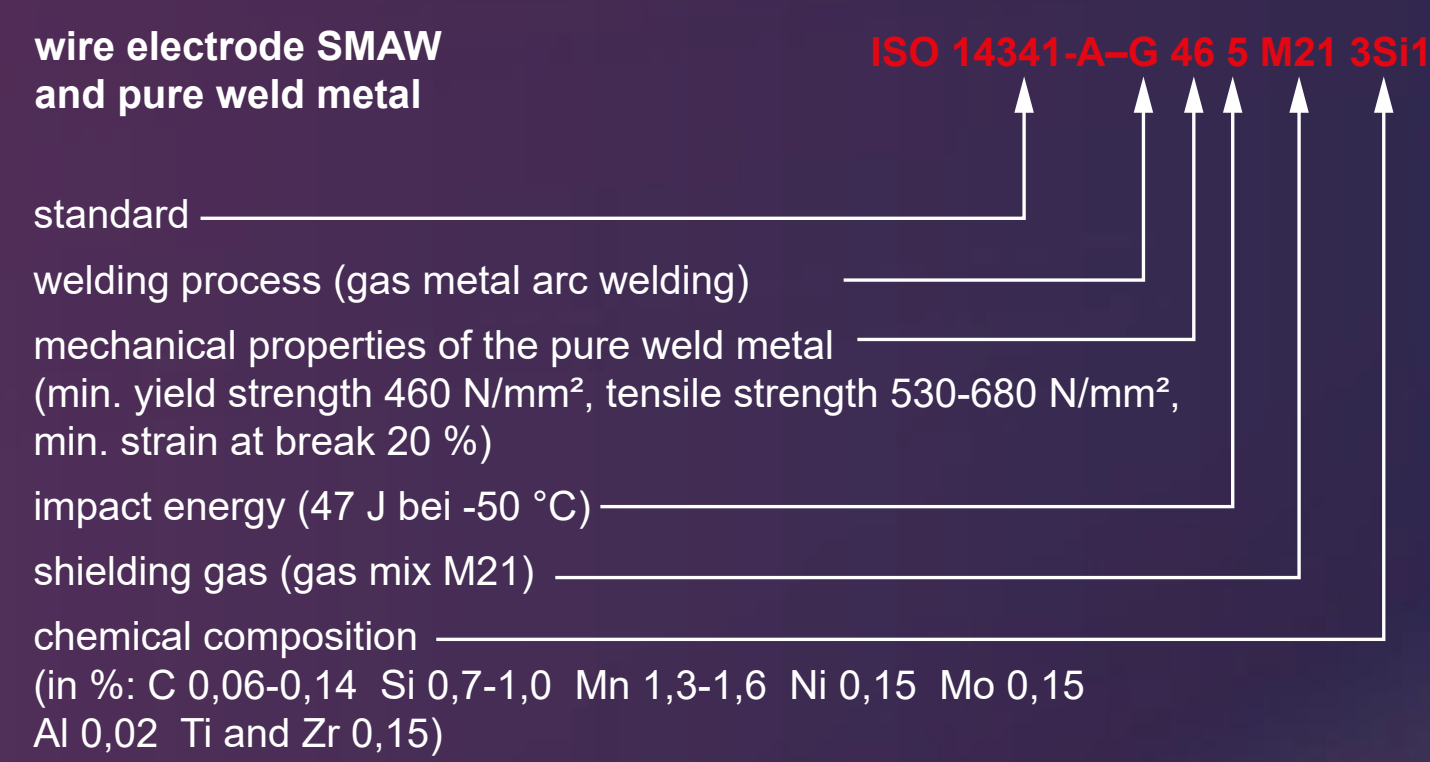 wire electrode SMAW
and pure weld metal
ISO 14341-A–G 46 5 M21 3Si1
standard
welding process (gas metal arc welding)
mechanical properties of the pure weld metal
(min. yield strength 460 N/mm², tensile strength 530-680 N/mm²,
min. strain at break 20 %)
impact energy (47 J bei -50 °C)
shielding gas (gas mix M21)
chemical composition
(in %: C 0,06-0,14 Si 0,7-1,0 Mn 1,3-1,6 Ni 0,15 Mo 0,15
Al 0,02 Ti and Zr 0,15)